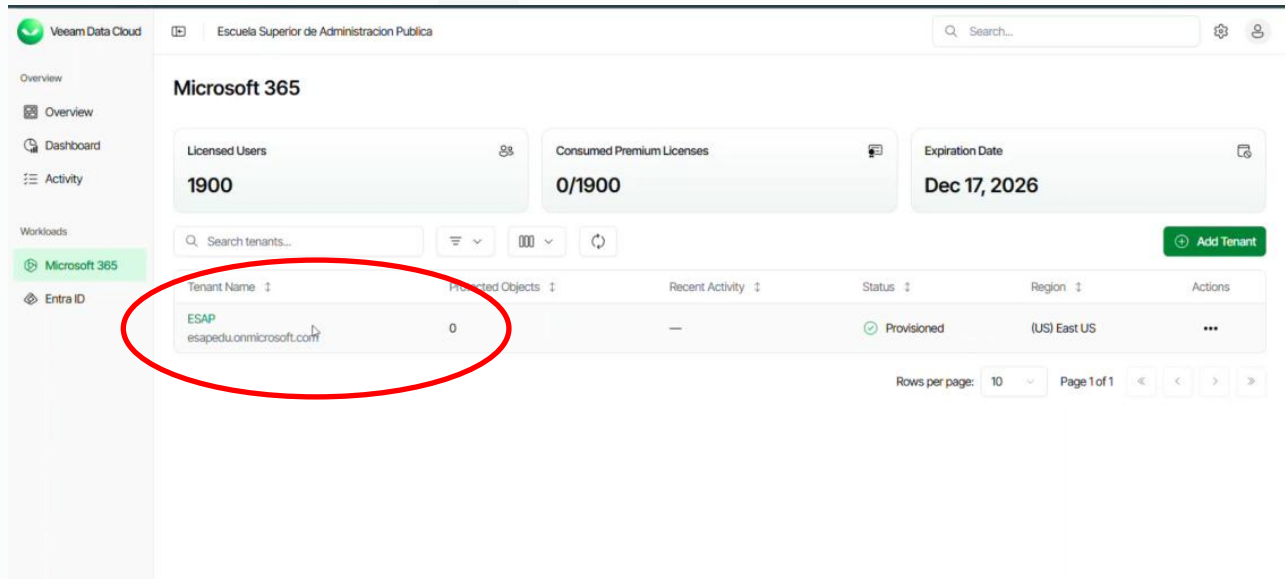 Veeam Data Cloud
Escuela Superior de Administracion Publica
Search...
Overview
Overview
Dashboard
Activity
Workloads
Microsoft 365
Entra ID
Microsoft 365
Licensed Users
1900
Consumed Premium Licenses
0/1900
Expiration Date
Dec 17, 2026
Search tenants...
Add Tenant
Tenant Name Protected Objects Recent Activity Status Region Actions
ESAP
esapedu.onmicrosoft.com
0 — Provisioned (US) East US •••
Rows per page: 10 Page 1 of 1 « < > »